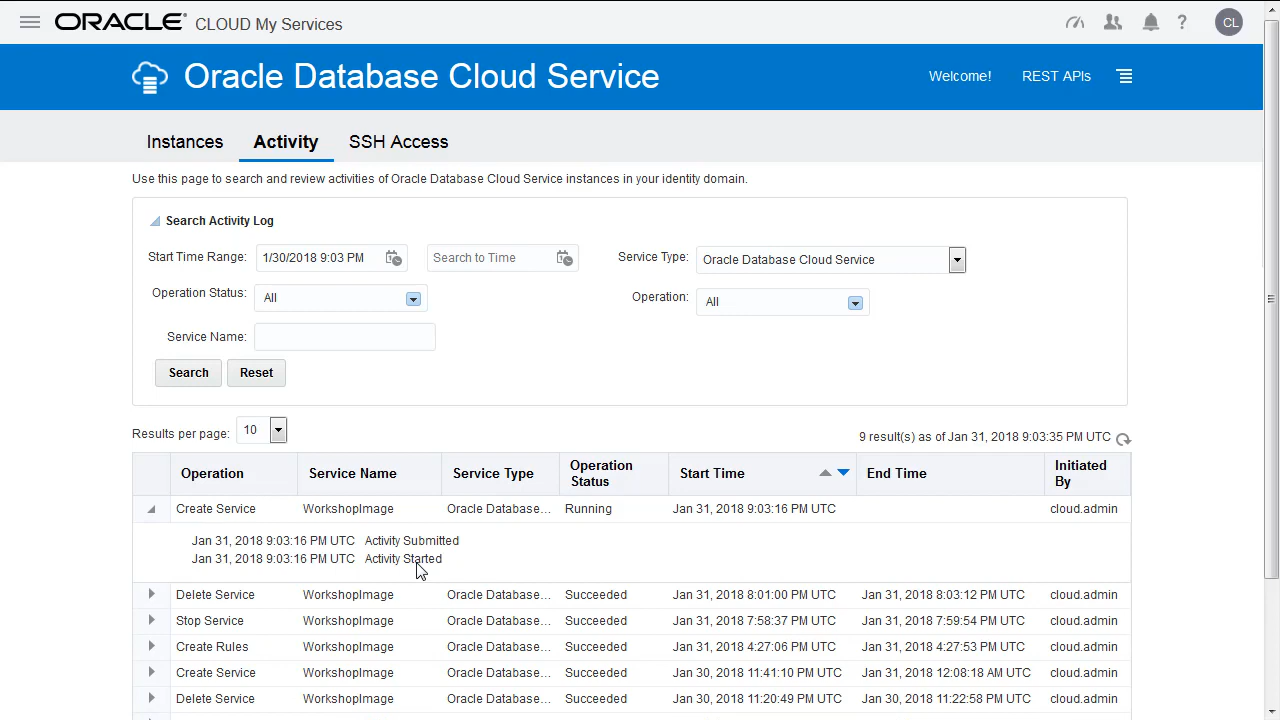 ORACLE® CLOUD My Services
? CL
Oracle Database Cloud Service
Welcome! REST APIs
Instances Activity SSH Access
Use this page to search and review activities of Oracle Database Cloud Service instances in your identity domain.
Search Activity Log
Start Time Range: 1/30/2018 9:03 PM Search to Time Service Type: Oracle Database Cloud Service
Operation Status: All Operation: All
Service Name:
Search Reset
Results per page: 10 9 result(s) as of Jan 31, 2018 9:03:35 PM UTC
Operation Service Name Service Type Operation Status Start Time End Time Initiated By
Create Service WorkshopImage Oracle Database... Running Jan 31, 2018 9:03:16 PM UTC cloud.admin
Jan 31, 2018 9:03:16 PM UTC Activity Submitted
Jan 31, 2018 9:03:16 PM UTC Activity Started
Delete Service WorkshopImage Oracle Database... Succeeded Jan 31, 2018 8:01:00 PM UTC Jan 31, 2018 8:03:12 PM UTC cloud.admin
Stop Service WorkshopImage Oracle Database... Succeeded Jan 31, 2018 7:58:37 PM UTC Jan 31, 2018 7:59:54 PM UTC cloud.admin
Create Rules WorkshopImage Oracle Database... Succeeded Jan 31, 2018 4:27:06 PM UTC Jan 31, 2018 4:27:53 PM UTC cloud.admin
Create Service WorkshopImage Oracle Database... Succeeded Jan 30, 2018 11:41:10 PM UTC Jan 31, 2018 12:08:18 AM UTC cloud.admin
Delete Service WorkshopImage Oracle Database... Succeeded Jan 30, 2018 11:20:49 PM UTC Jan 30, 2018 11:22:58 PM UTC cloud.admin